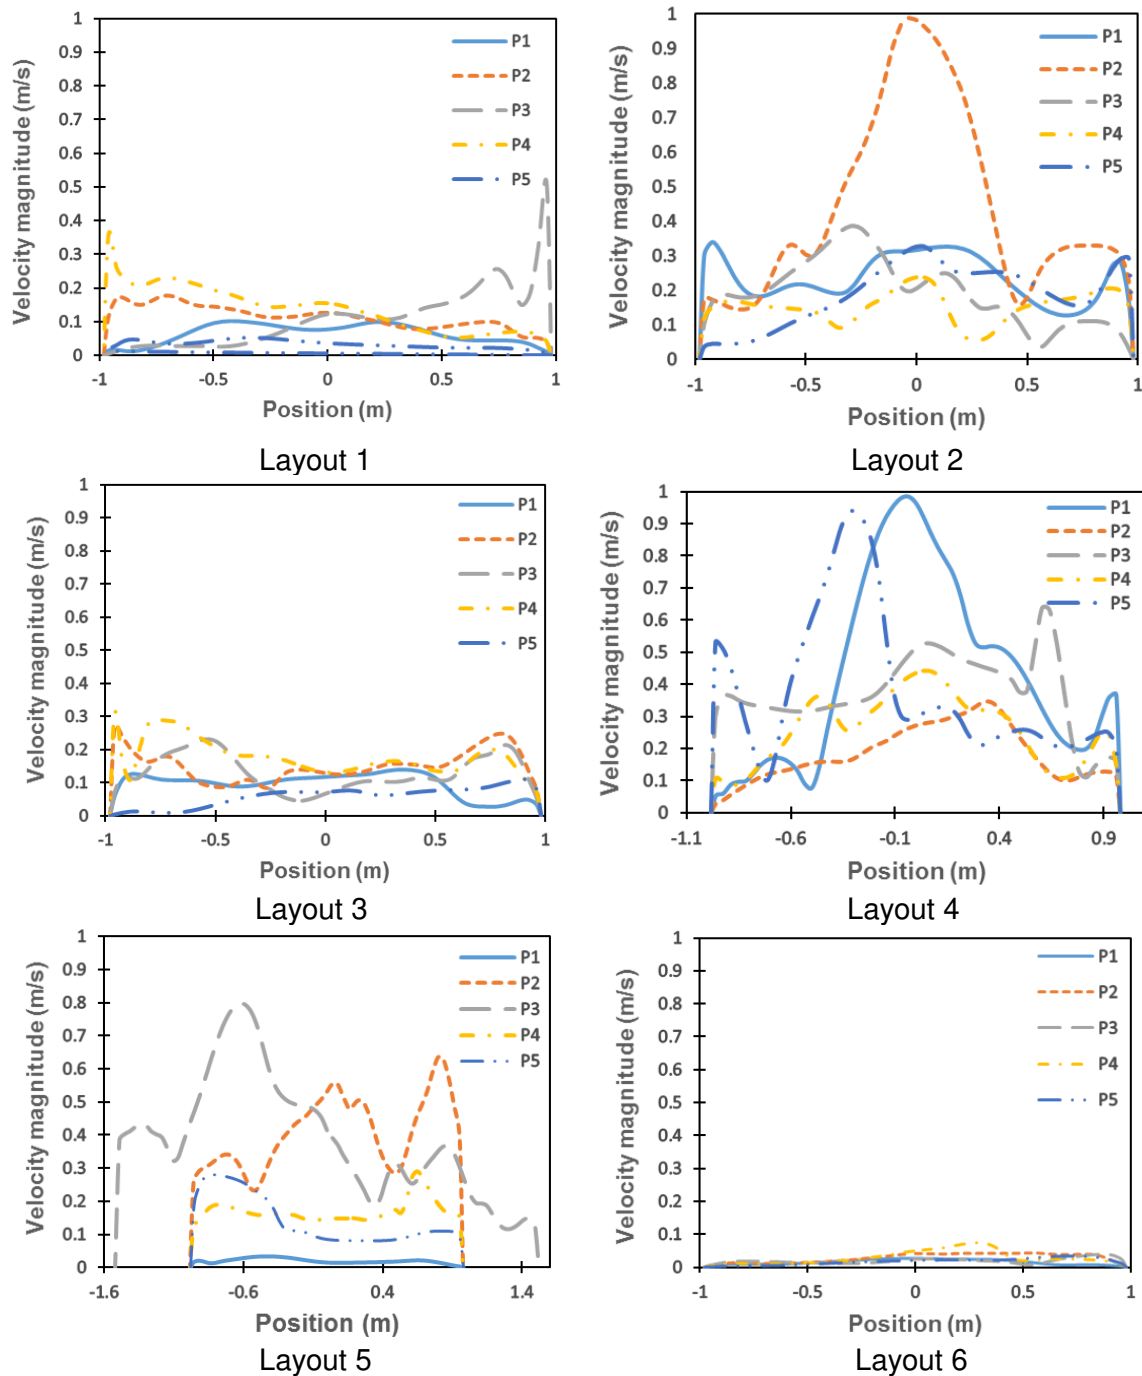 Velocity magnitude (m/s)
1
0.9
0.8
0.7
0.6
0.5
0.4
0.3
0.2
0.1
0
-1 -0.5 0 0.5 1
Position (m)
P1
P2
P3
P4
P5
Layout 1
Velocity magnitude (m/s)
1
0.9
0.8
0.7
0.6
0.5
0.4
0.3
0.2
0.1
0
-1 -0.5 0 0.5 1
Position (m)
P1
P2
P3
P4
P5
Layout 2
Velocity magnitude (m/s)
1
0.9
0.8
0.7
0.6
0.5
0.4
0.3
0.2
0.1
0
-1 -0.5 0 0.5 1
Position (m)
P1
P2
P3
P4
P5
Layout 3
Velocity magnitude (m/s)
1
0.9
0.8
0.7
0.6
0.5
0.4
0.3
0.2
0.1
0
-1.1 -0.6 -0.1 0.4 0.9
Position (m)
P1
P2
P3
P4
P5
Layout 4
Velocity magnitude (m/s)
1
0.9
0.8
0.7
0.6
0.5
0.4
0.3
0.2
0.1
0
-1.6 -0.6 0.4 1.4
Position (m)
P1
P2
P3
P4
P5
Layout 5
Velocity magnitude (m/s)
1
0.9
0.8
0.7
0.6
0.5
0.4
0.3
0.2
0.1
0
-1 -0.5 0 0.5 1
Position (m)
P1
P2
P3
P4
P5
Layout 6